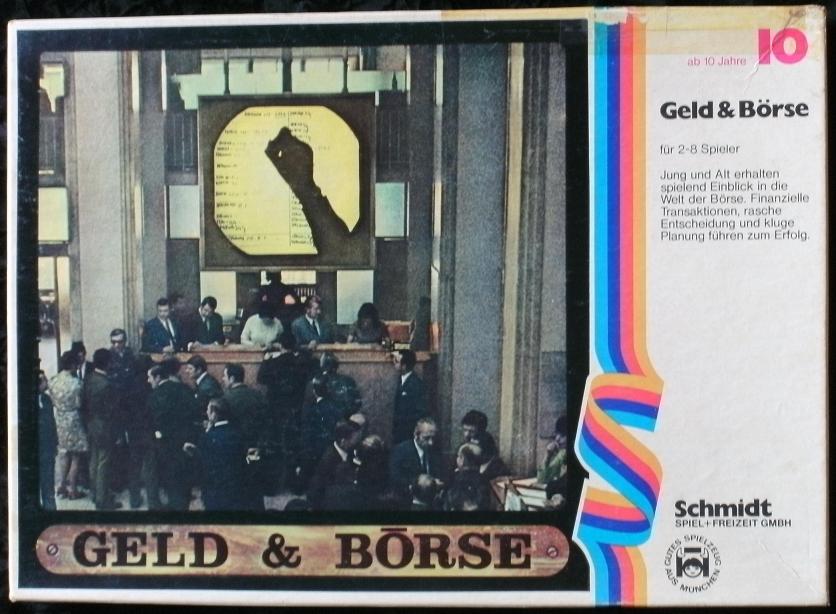 10
ab 10 Jahre
Geld & Börse
für 2-8 Spieler
Jung und Alt erhalten
spielend Einblick in die
Welt der Börse. Finanzielle
Transaktionen, rasche
Entscheidung und kluge
Planung führen zum Erfolg.
GELD & BŌRSE
Schmidt
SPIEL+FREIZEIT GMBH
GUTES SPIELZEUG
AUS MÜNCHEN